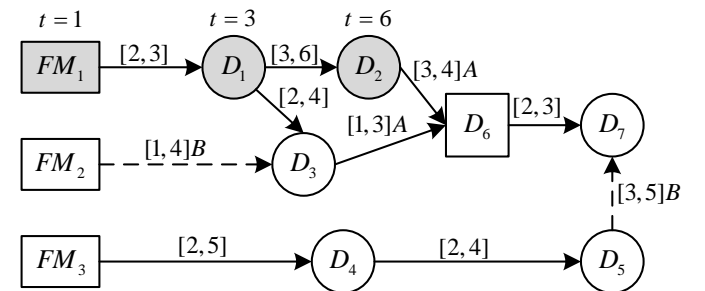 t = 1
t = 3
t = 6
FM₁
[2, 3]
D₁
[3, 6]
D₂
[3, 4]A
[2, 4]
[1, 3]A
D₆
[2, 3]
D₇
FM₂
[1, 4]B
D₃
[3, 5]B
FM₃
[2, 5]
D₄
[2, 4]
D₅